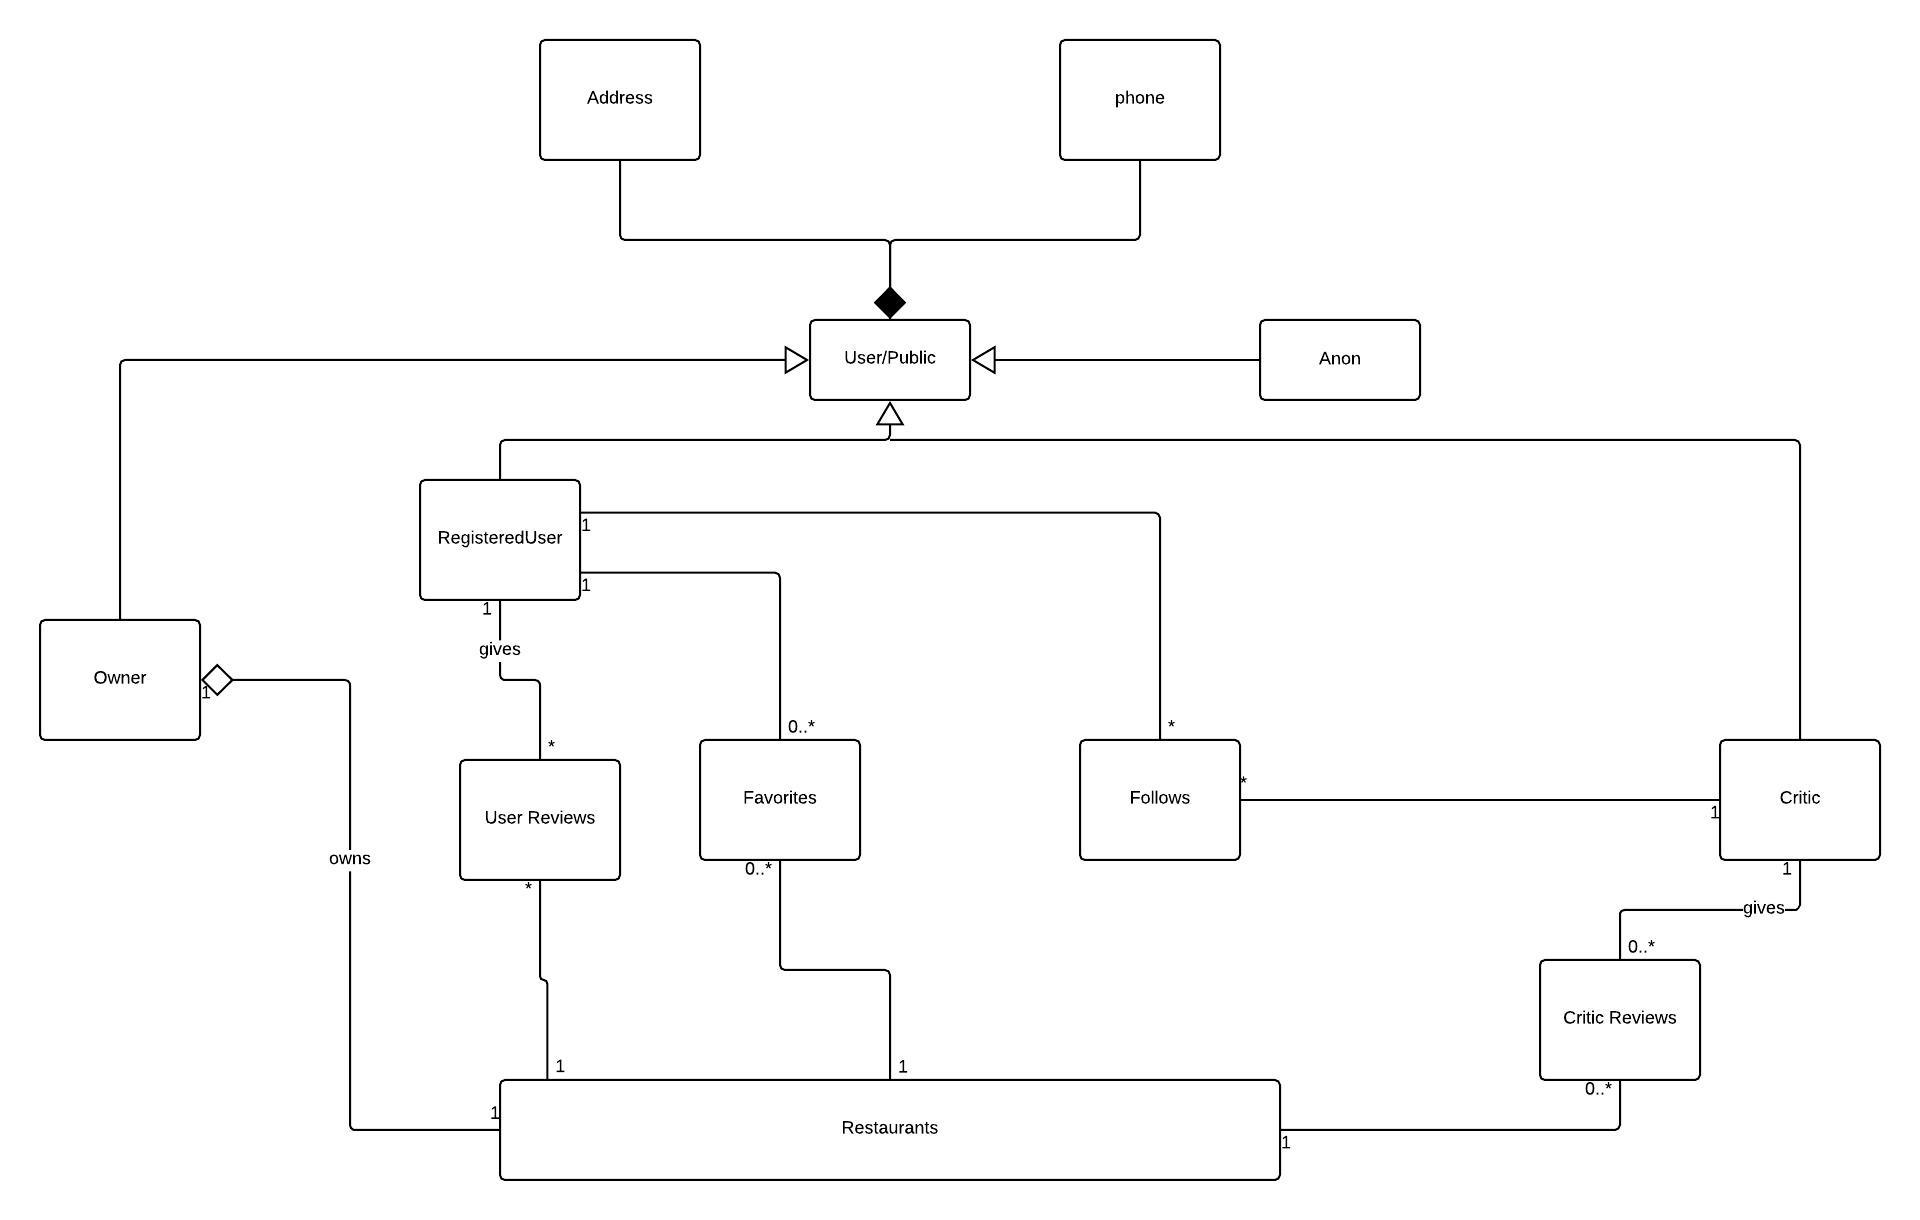 Address
phone
User/Public
Anon
RegisteredUser
1
1
1
gives
Owner
1
*
User Reviews
*
0..*
Favorites
0..*
*
Follows
*
Critic
1
1
gives
owns
0..*
Critic Reviews
0..*
1
1
1
Restaurants
1